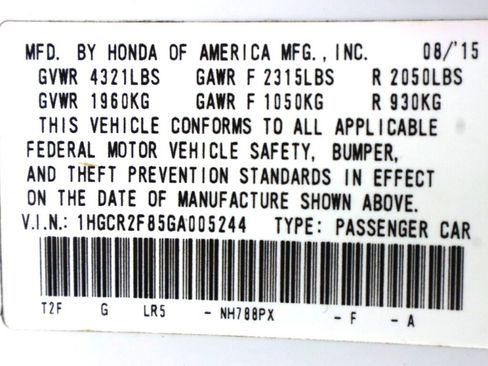 MFD. BY HONDA OF AMERICA MFG., INC. 08/'15
GVWR 4321LBS GAWR F 2315LBS R 2050LBS
GVWR 1960KG GAWR F 1050KG R 930KG
THIS VEHICLE CONFORMS TO ALL APPLICABLE
FEDERAL MOTOR VEHICLE SAFETY, BUMPER,
AND THEFT PREVENTION STANDARDS IN EFFECT
ON THE DATE OF MANUFACTURE SHOWN ABOVE.
V.I.N.: 1HGCR2F85GA005244 TYPE: PASSENGER CAR
T2F G LR5 - NH788PX - F - A